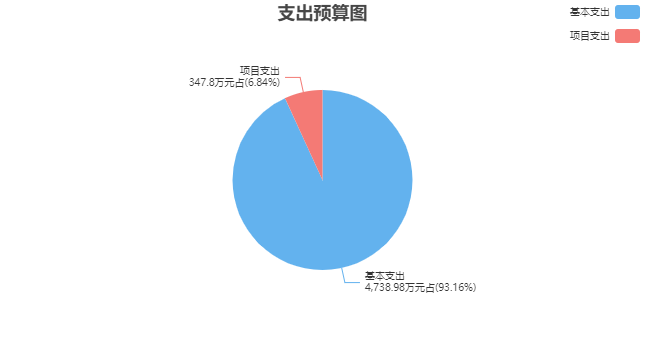 支出预算图
基本支出
项目支出
项目支出
347.8万元占(6.84%)
基本支出
4,738.98万元占(93.16%)